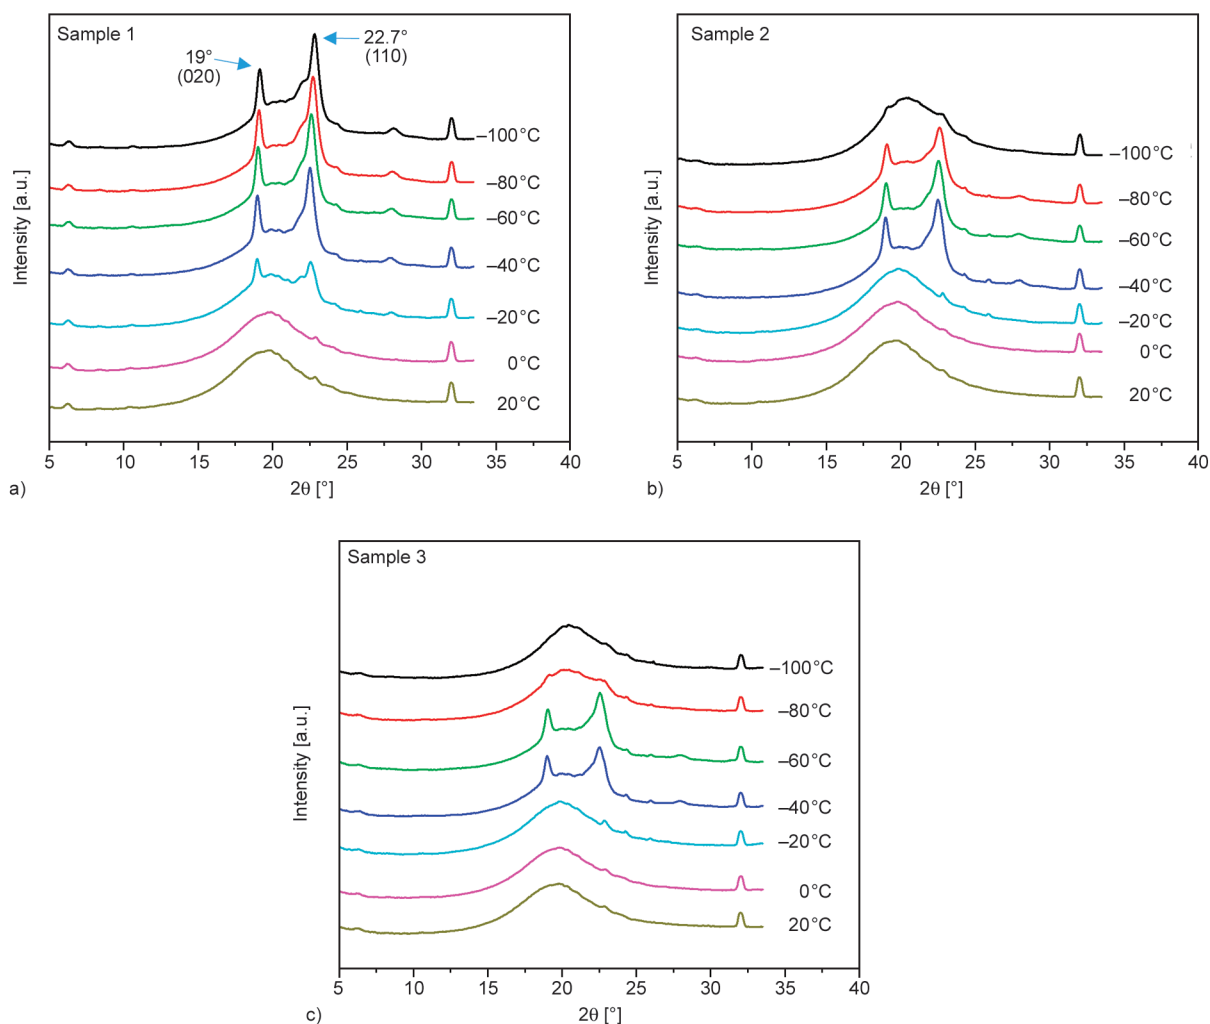 Sample 1
19°
(020)
22.7°
(110)
–100°C
–80°C
–60°C
–40°C
–20°C
0°C
20°C
Intensity [a.u.]
5 10 15 20 25 30 35 40
2θ [°]
a)
Sample 2
–100°C
–80°C
–60°C
–40°C
–20°C
0°C
20°C
Intensity [a.u.]
5 10 15 20 25 30 35 40
2θ [°]
b)
Sample 3
–100°C
–80°C
–60°C
–40°C
–20°C
0°C
20°C
Intensity [a.u.]
5 10 15 20 25 30 35 40
2θ [°]
c)